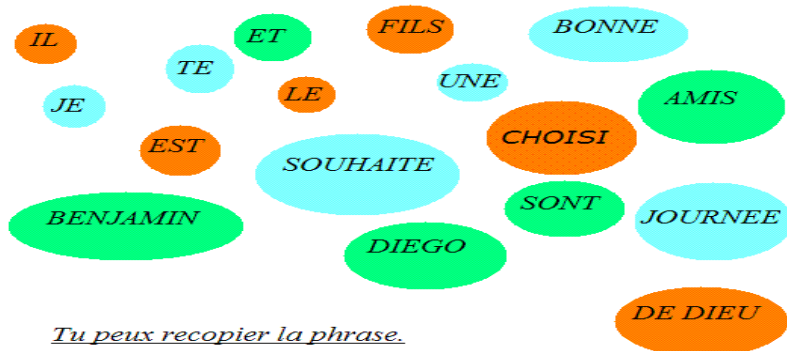 IL
ET
FILS
BONNE
TE
UNE
JE
LE
AMIS
EST
CHOISI
SOUHAITE
BENJAMIN
SONT
JOURNEE
DIEGO
DE DIEU
Tu peux recopier la phrase.